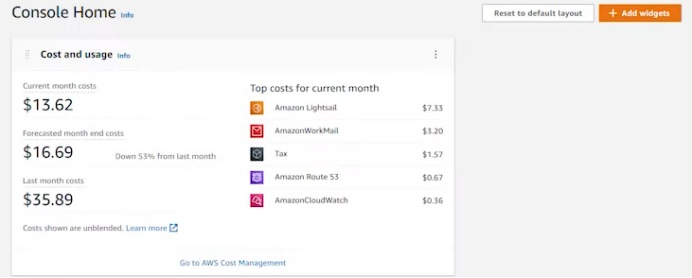 Console Home Info
Reset to default layout
+ Add widgets
Cost and usage Info
Current month costs
$13.62
Forecasted month end costs
$16.69
Down 53% from last month
Last month costs
$35.89
Top costs for current month
Amazon Lightsail $7.33
AmazonWorkMail $3.20
Tax $1.57
Amazon Route 53 $0.67
AmazonCloudWatch $0.36
Costs shown are unblended. Learn more
Go to AWS Cost Management